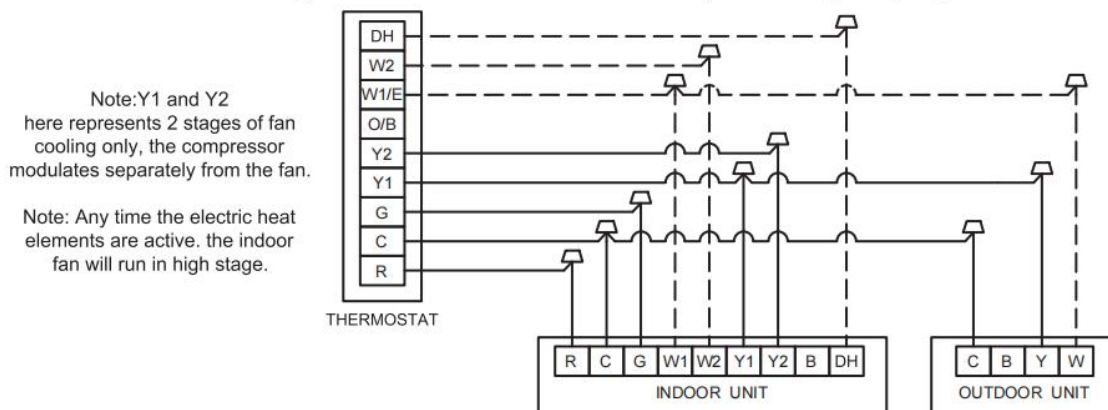 Note:Y1 and Y2
here represents 2 stages of fan
cooling only, the compressor
modulates separately from the fan.
Note: Any time the electric heat
elements are active. the indoor
fan will run in high stage.
DH
W2
W1/E
O/B
Y2
Y1
G
C
R
THERMOSTAT
R C G W1 W2 Y1 Y2 B DH
INDOOR UNIT
C B Y W
OUTDOOR UNIT